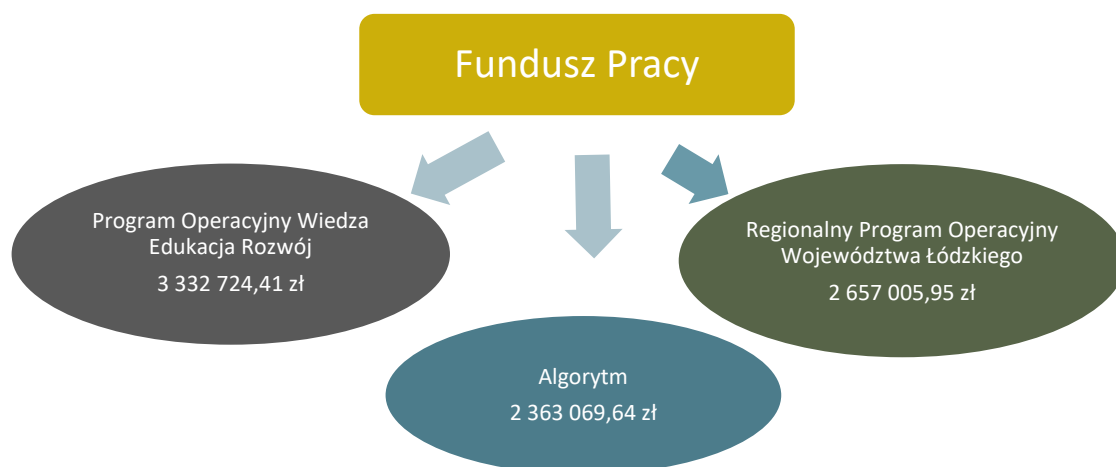 Fundusz Pracy
Program Operacyjny Wiedza
Edukacja Rozwój
3 332 724,41 zł
Regionalny Program Operacyjny
Województwa Łódzkiego
2 657 005,95 zł
Algorytm
2 363 069,64 zł